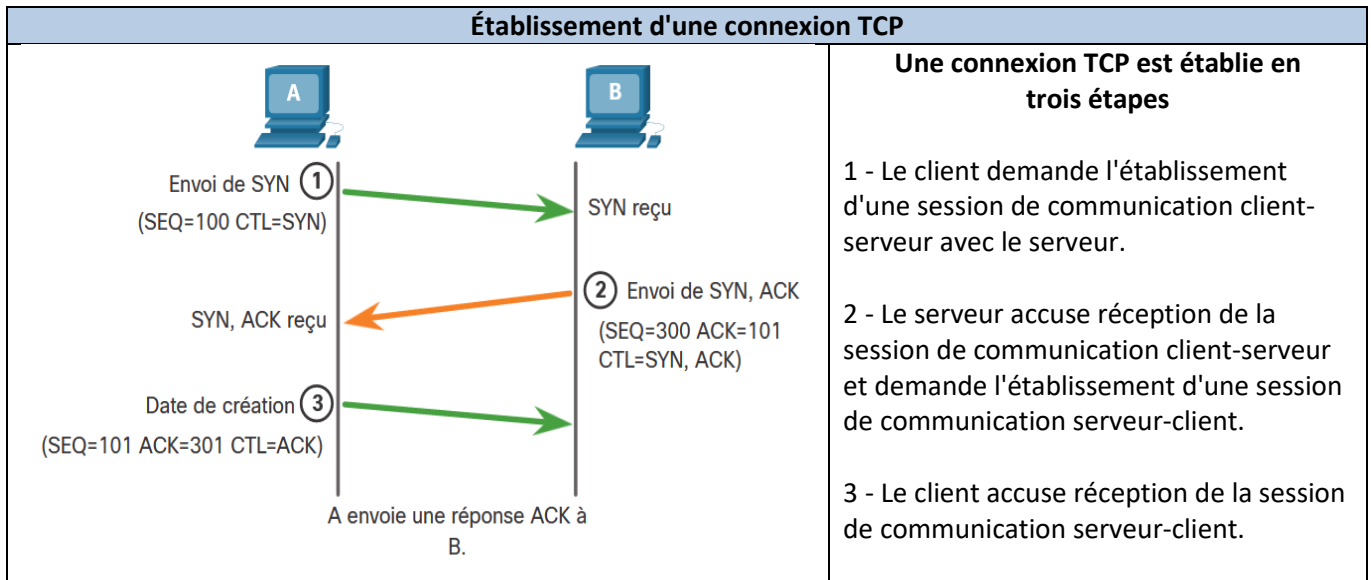 Établissement d'une connexion TCP
A
B
Envoi de SYN 1
(SEQ=100 CTL=SYN)
SYN reçu
2 Envoi de SYN, ACK
(SEQ=300 ACK=101
CTL=SYN, ACK)
SYN, ACK reçu
Date de création 3
(SEQ=101 ACK=301 CTL=ACK)
A envoie une réponse ACK à
B.
Une connexion TCP est établie en
trois étapes
1 - Le client demande l'établissement
d'une session de communication client-
serveur avec le serveur.
2 - Le serveur accuse réception de la
session de communication client-serveur
et demande l'établissement d'une session
de communication serveur-client.
3 - Le client accuse réception de la session
de communication serveur-client.